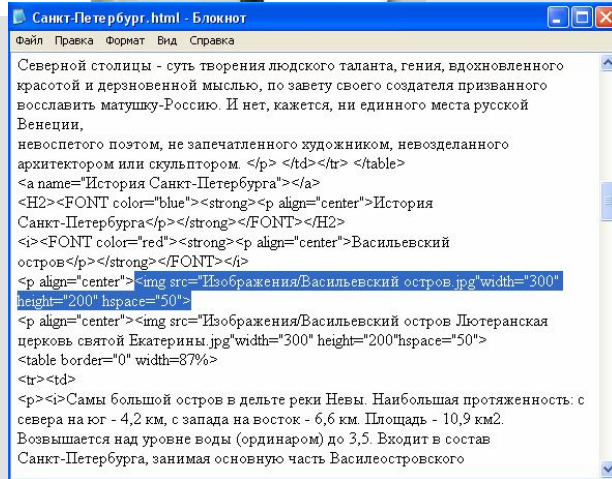 Санкт-Петербург.html - Блокнот
Файл Правка Формат Вид Справка
Северной столицы - суть творения людского таланта, гения, вдохновленного
красотой и дерзновенной мыслью, по завету своего создателя призванного
восславить матушку-Россию. И нет, кажется, ни единного места русской
Венеции,
невоспетого поэтом, не запечатленного художником, невозделанного
архитектором или скульптором. </p> </td></tr> </table>
<a name="История Санкт-Петербурга"></a>
<H2><FONT color="blue"><strong><p align="center">История
Санкт-Петербурга</p></strong></FONT></H2>
<i><FONT color="red"><strong><p align="center">Васильевский
остров</p></strong></FONT></i>
<p align="center"><img src="Изображения/Васильевский остров.jpg"width="300"
height="200" hspace="50">
<p align="center"><img src="Изображения/Васильевский остров Лютеранская
церковь святой Екатерины.jpg"width="300" height="200"hspace="50">
<table border="0" width=87%>
<tr><td>
<p><i>Самы большой остров в дельте реки Невы. Наибольшая протяженность: с
севера на юг - 4,2 км, с запада на восток - 6,6 км. Площадь - 10,9 км2.
Возвышается над уровне воды (ординаром) до 3,5. Входит в состав
Санкт-Петербурга, занимая основную часть Василеостровского